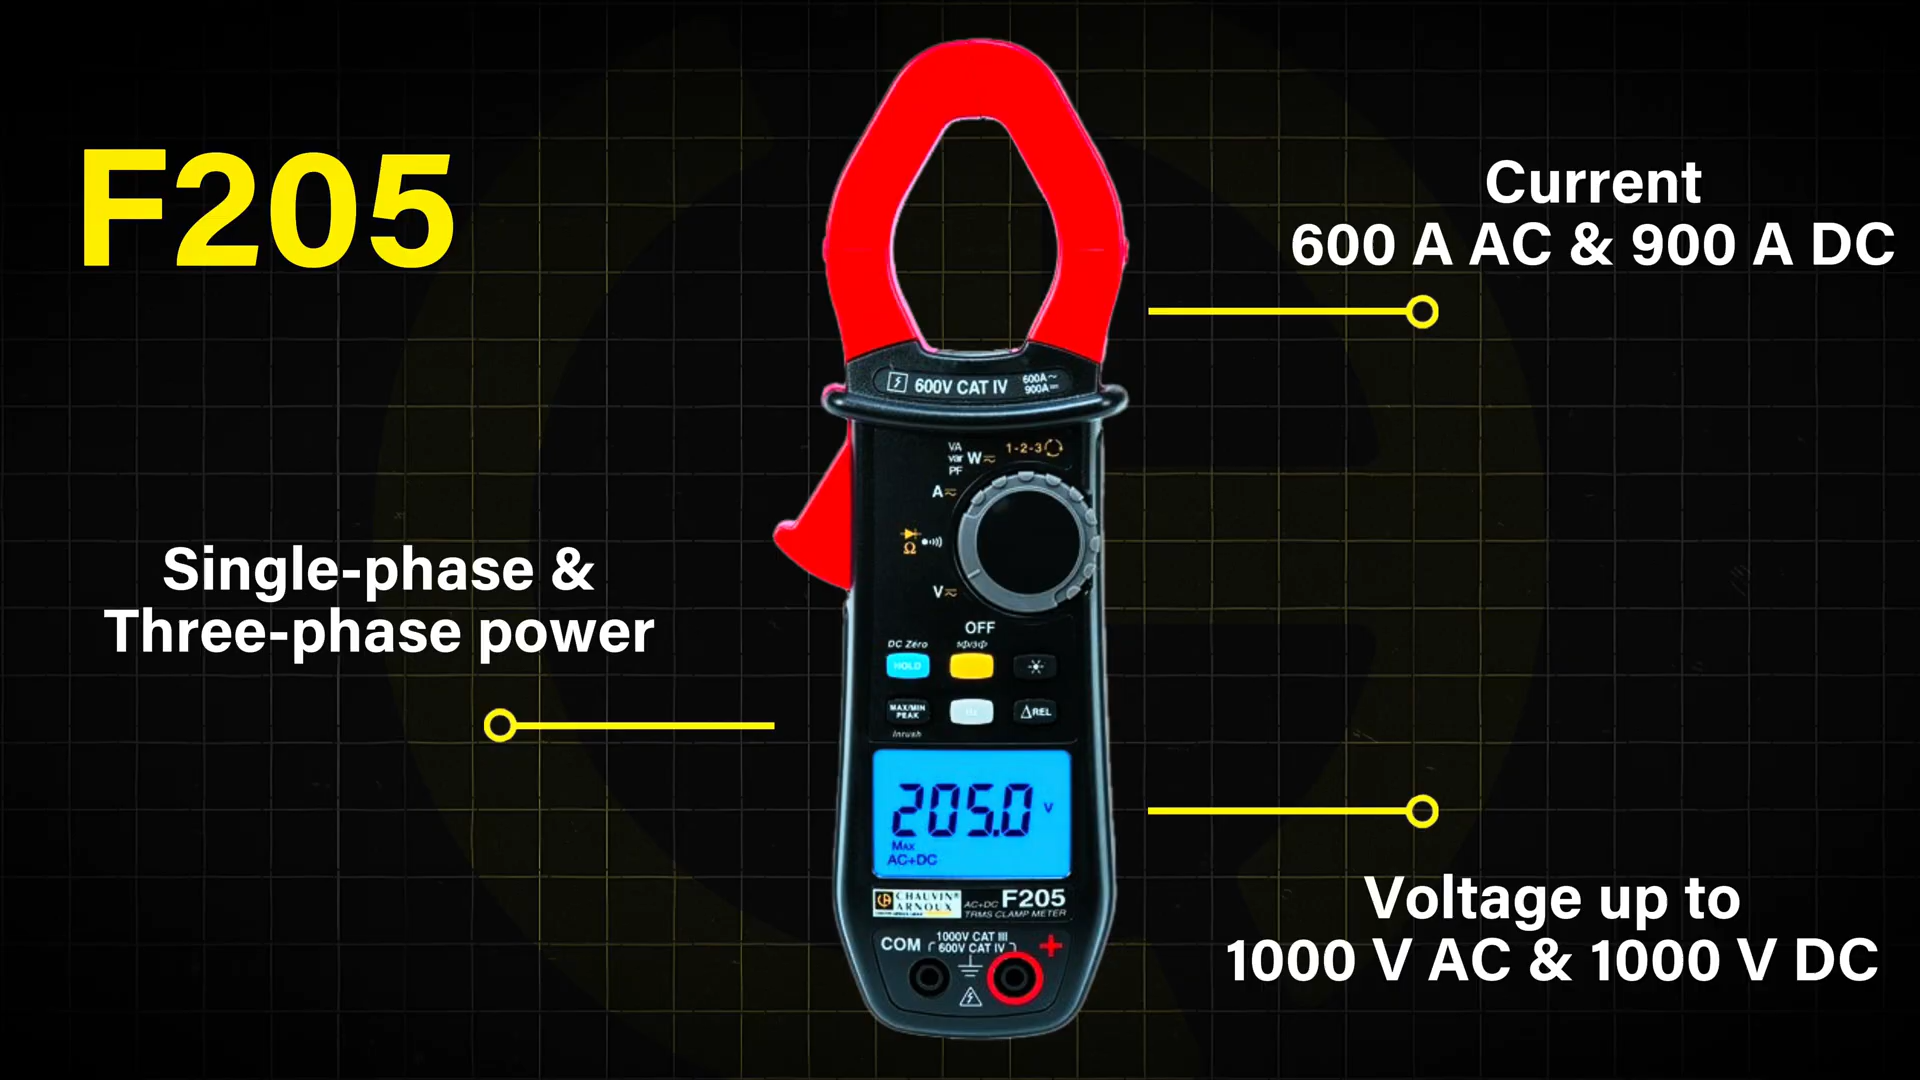 F205
Current
600 A AC & 900 A DC
Single-phase &
Three-phase power
Voltage up to
1000 V AC & 1000 V DC
600V CAT IV
600A~
900A⎓
VA
var
PF
W
1-2-3
A
Ω
V
OFF
DC Zéro
1Φ/3Φ
HOLD
MAX/MIN
PEAK
ΔREL
Inrush
205.0 V
MAX
AC+DC
CHAUVIN®
ARNOUX
AC+DC F205
TRMS CLAMP METER
COM
1000V CAT III
600V CAT IV
+